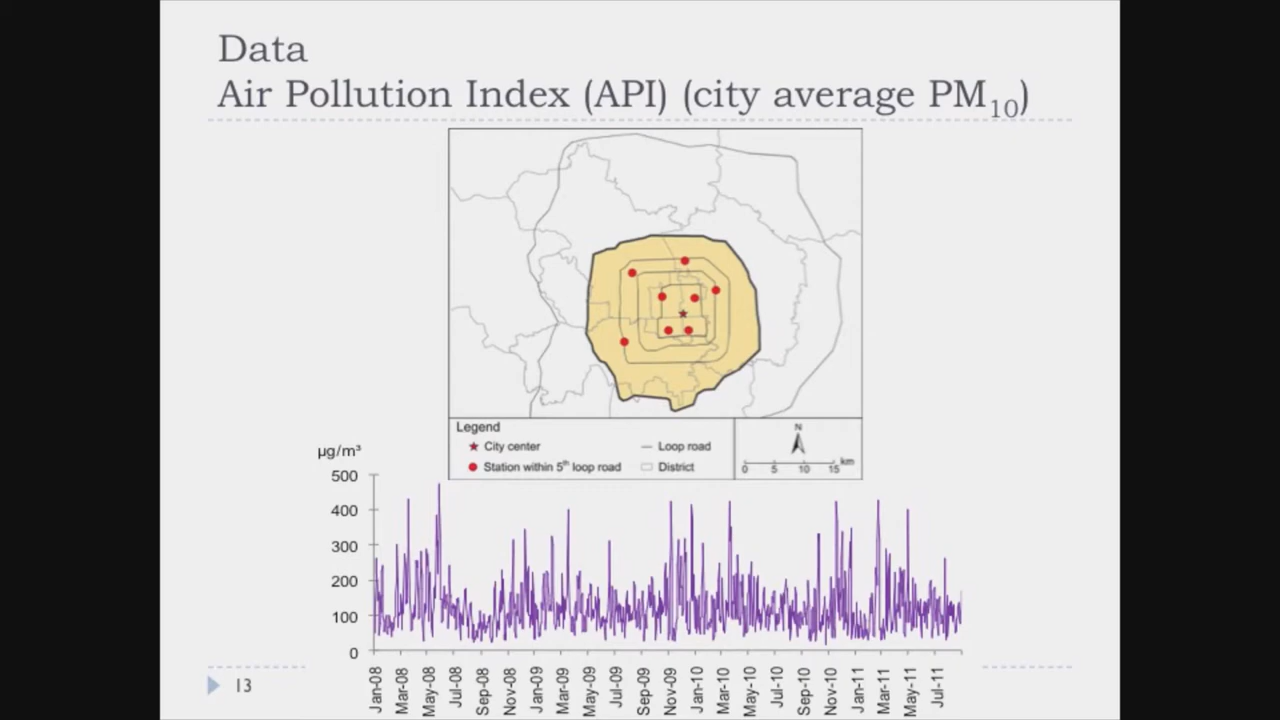 Data
Air Pollution Index (API) (city average PM10)
Legend
City center
Loop road
Station within 5th loop road
District
N
km
0 5 10 15
µg/m³
500
400
300
200
100
0
Jan-08 Mar-08 May-08 Jul-08 Sep-08 Nov-08 Jan-09 Mar-09 May-09 Jul-09 Sep-09 Nov-09 Jan-10 Mar-10 May-10 Jul-10 Sep-10 Nov-10 Jan-11 Mar-11 May-11 Jul-11
13